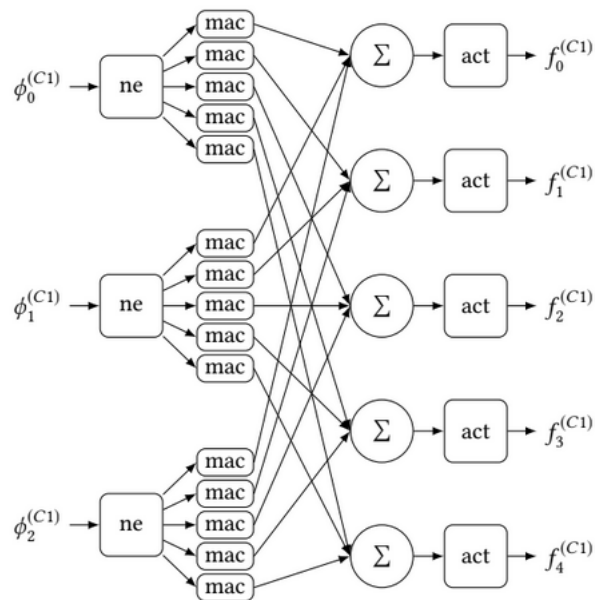 mac
mac
mac
mac
mac
ϕ₀^(C1) ne
Σ act f₀^(C1)
Σ act f₁^(C1)
mac
mac
mac
mac
mac
ϕ₁^(C1) ne
Σ act f₂^(C1)
Σ act f₃^(C1)
mac
mac
mac
mac
mac
ϕ₂^(C1) ne
Σ act f₄^(C1)